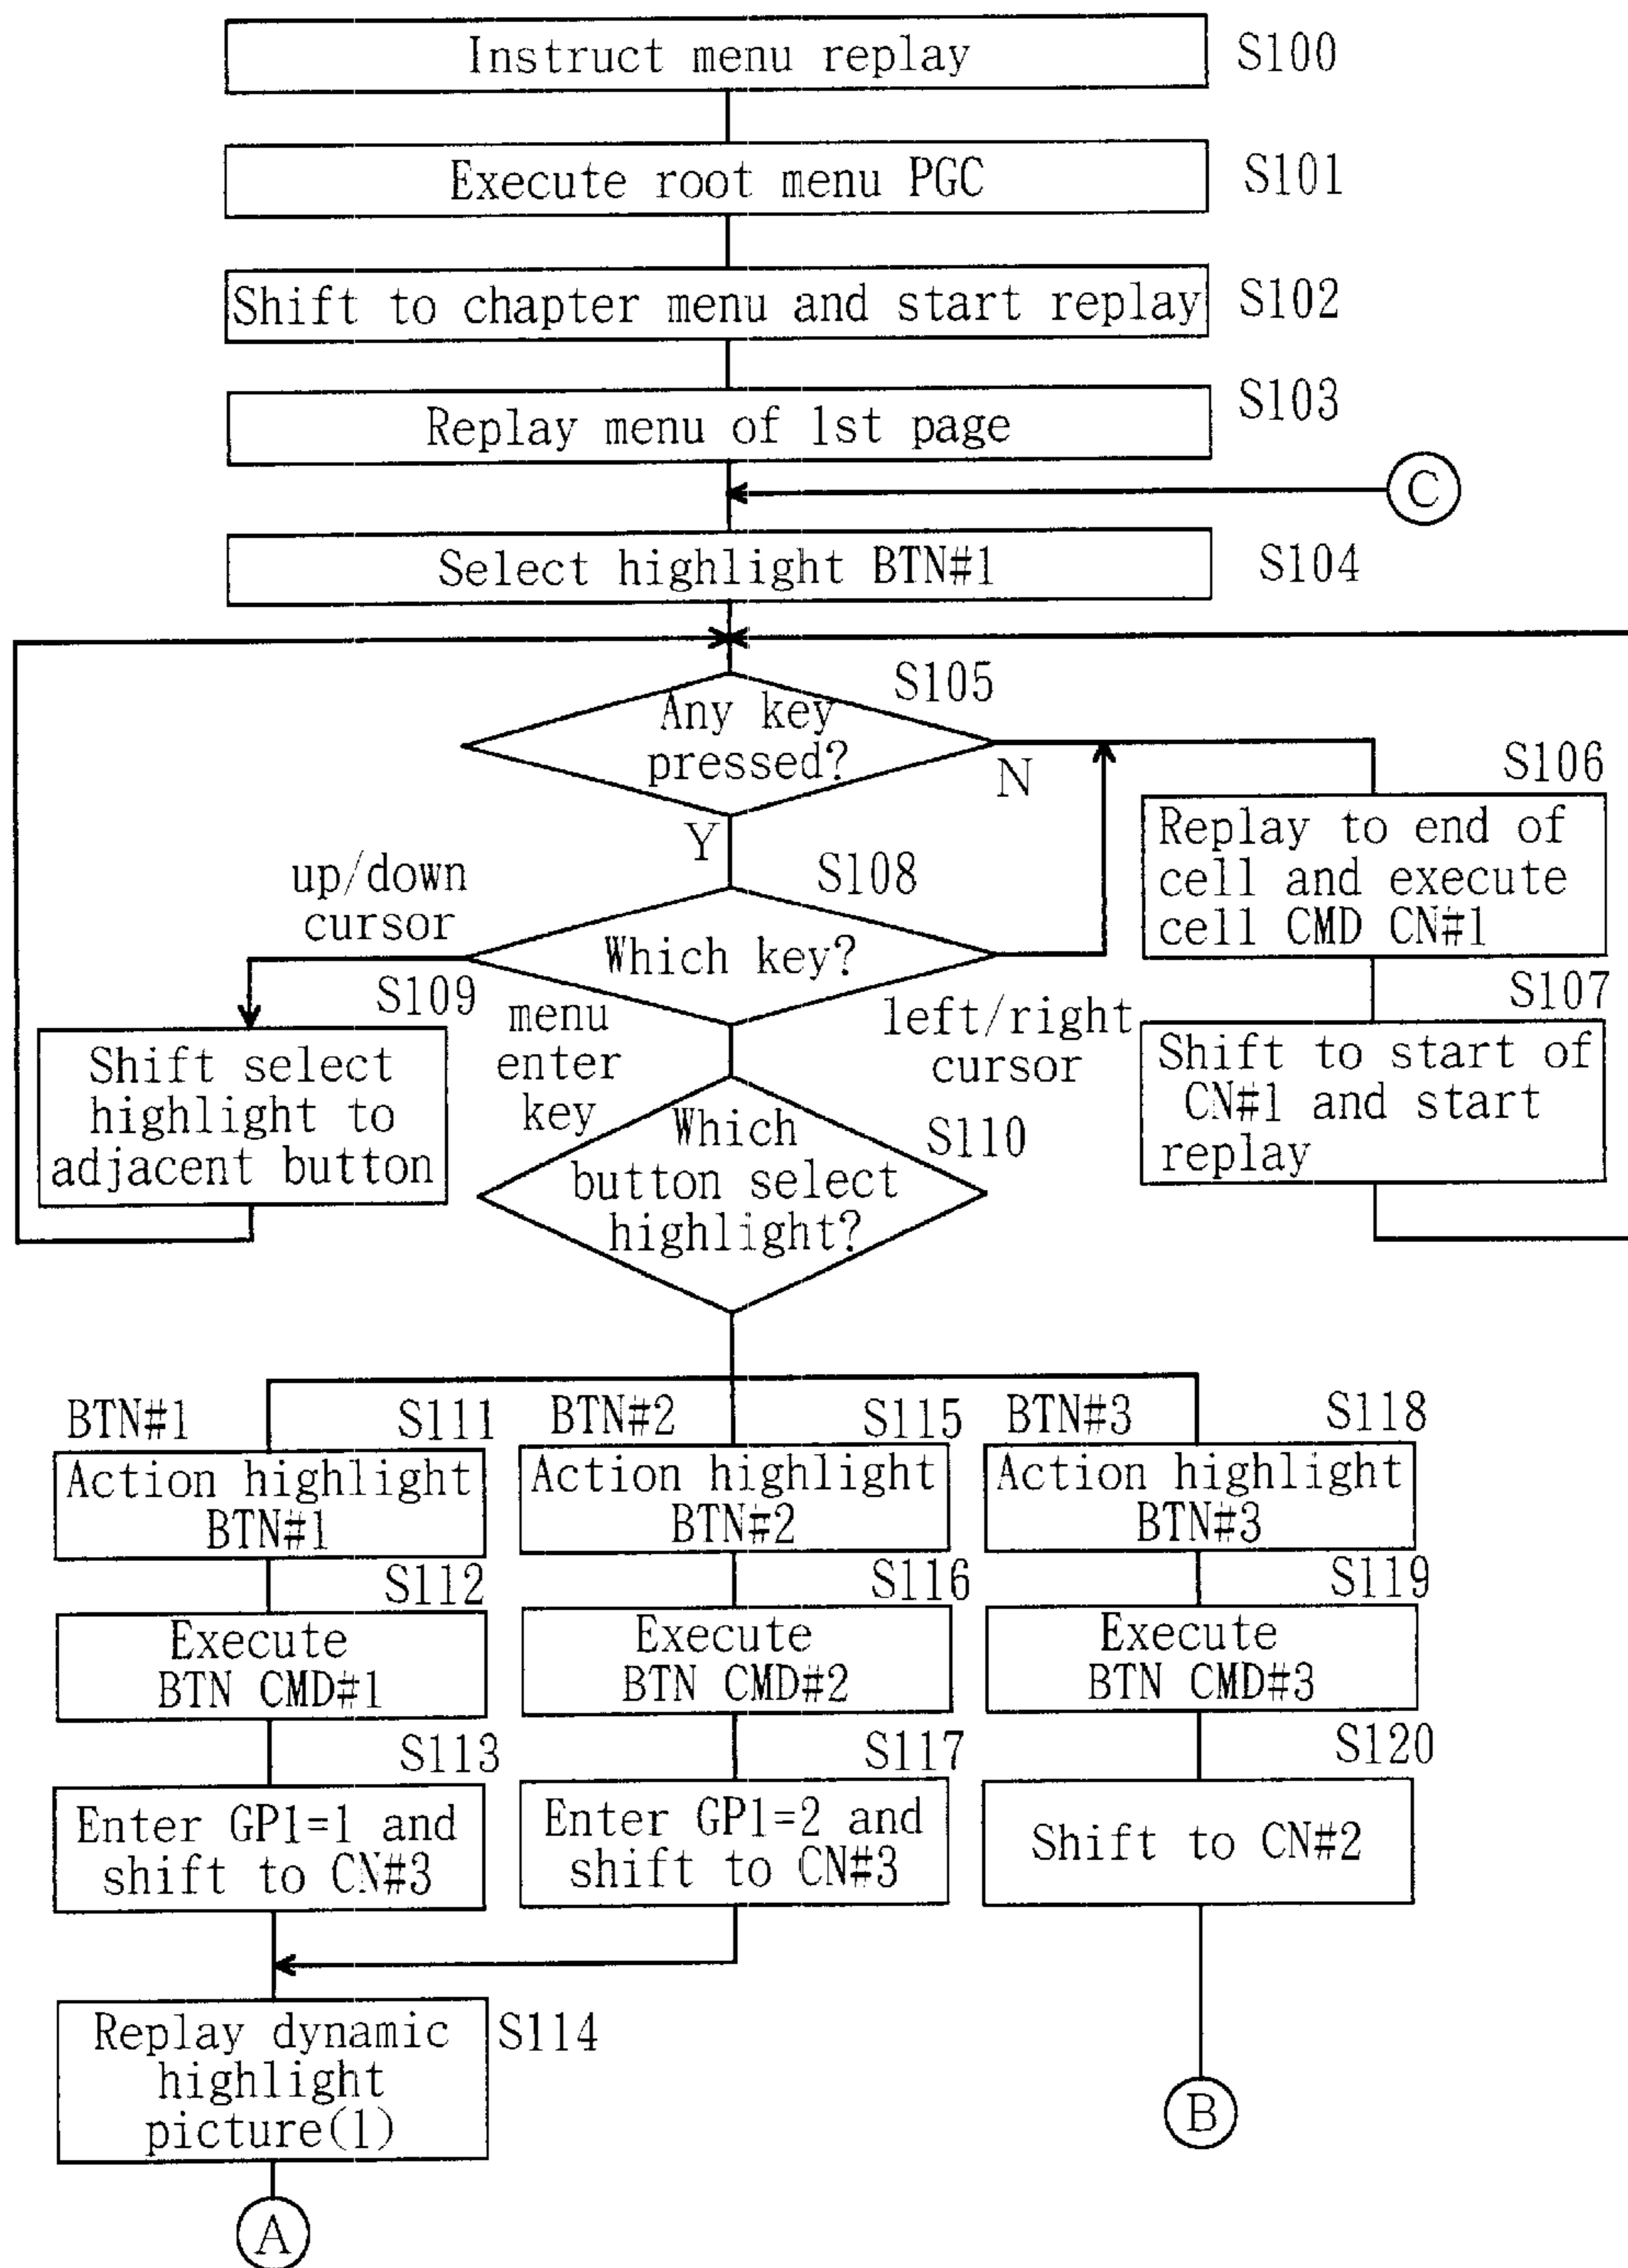 Instruct menu replay
S100
Execute root menu PGC
S101
Shift to chapter menu and start replay
S102
Replay menu of 1st page
S103
C
Select highlight BTN#1
S104
S105
Any key
pressed?
N
Y
S106
Replay to end of
cell and execute
cell CMD CN#1
up/down
cursor
S108
Which key?
S109
menu
enter
key
left/right
cursor
S107
Shift to start of
CN#1 and start
replay
Shift select
highlight to
adjacent button
S110
Which
button select
highlight?
BTN#1
S111
Action highlight
BTN#1
S112
Execute
BTN CMD#1
S113
Enter GP1=1 and
shift to CN#3
BTN#2
S115
Action highlight
BTN#2
S116
Execute
BTN CMD#2
S117
Enter GP1=2 and
shift to CN#3
BTN#3
S118
Action highlight
BTN#3
S119
Execute
BTN CMD#3
S120
Shift to CN#2
Replay dynamic
highlight
picture(1)
S114
B
A